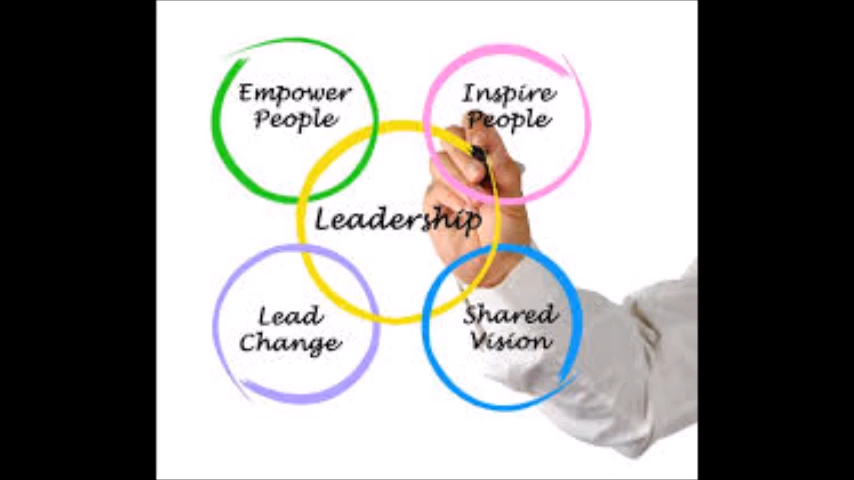 Empower
People
Inspire
People
Leadership
Lead
Change
Shared
Vision